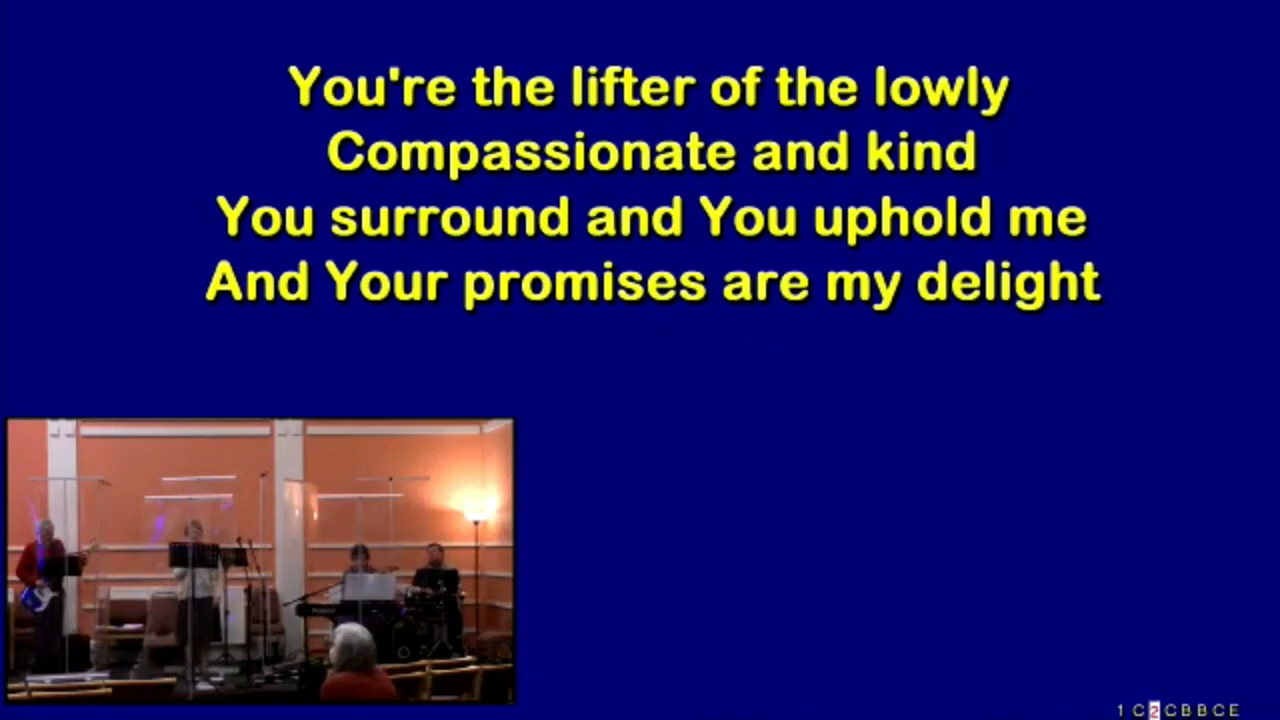 You're the lifter of the lowly
Compassionate and kind
You surround and You uphold me
And Your promises are my delight
1 C 2 C B B C E